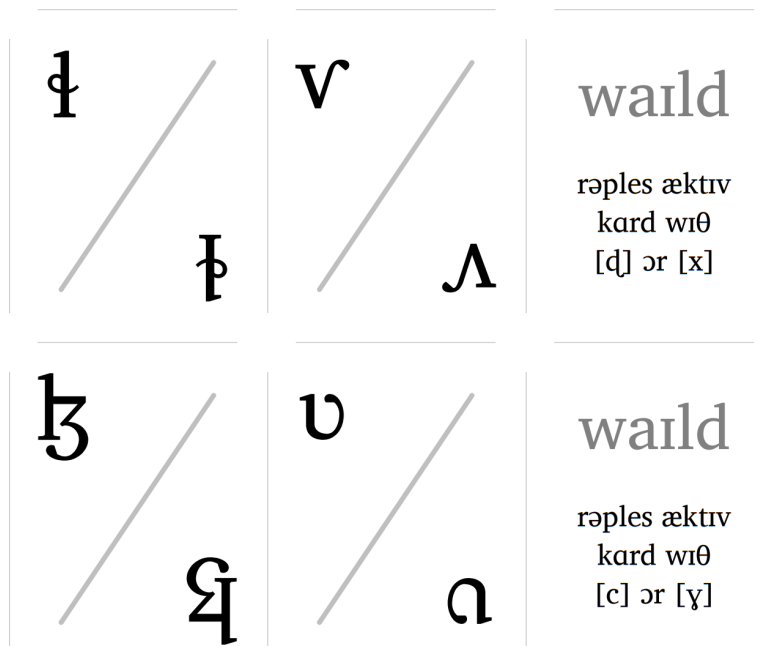 ɬ
ɬ
ⱱ
ⱱ
waɪld
rəples æktɪv
kɑrd wɪθ
[ɖ] ɔr [x]
ɮ
ɮ
ʋ
ʋ
waɪld
rəples æktɪv
kɑrd wɪθ
[c] ɔr [ɣ]